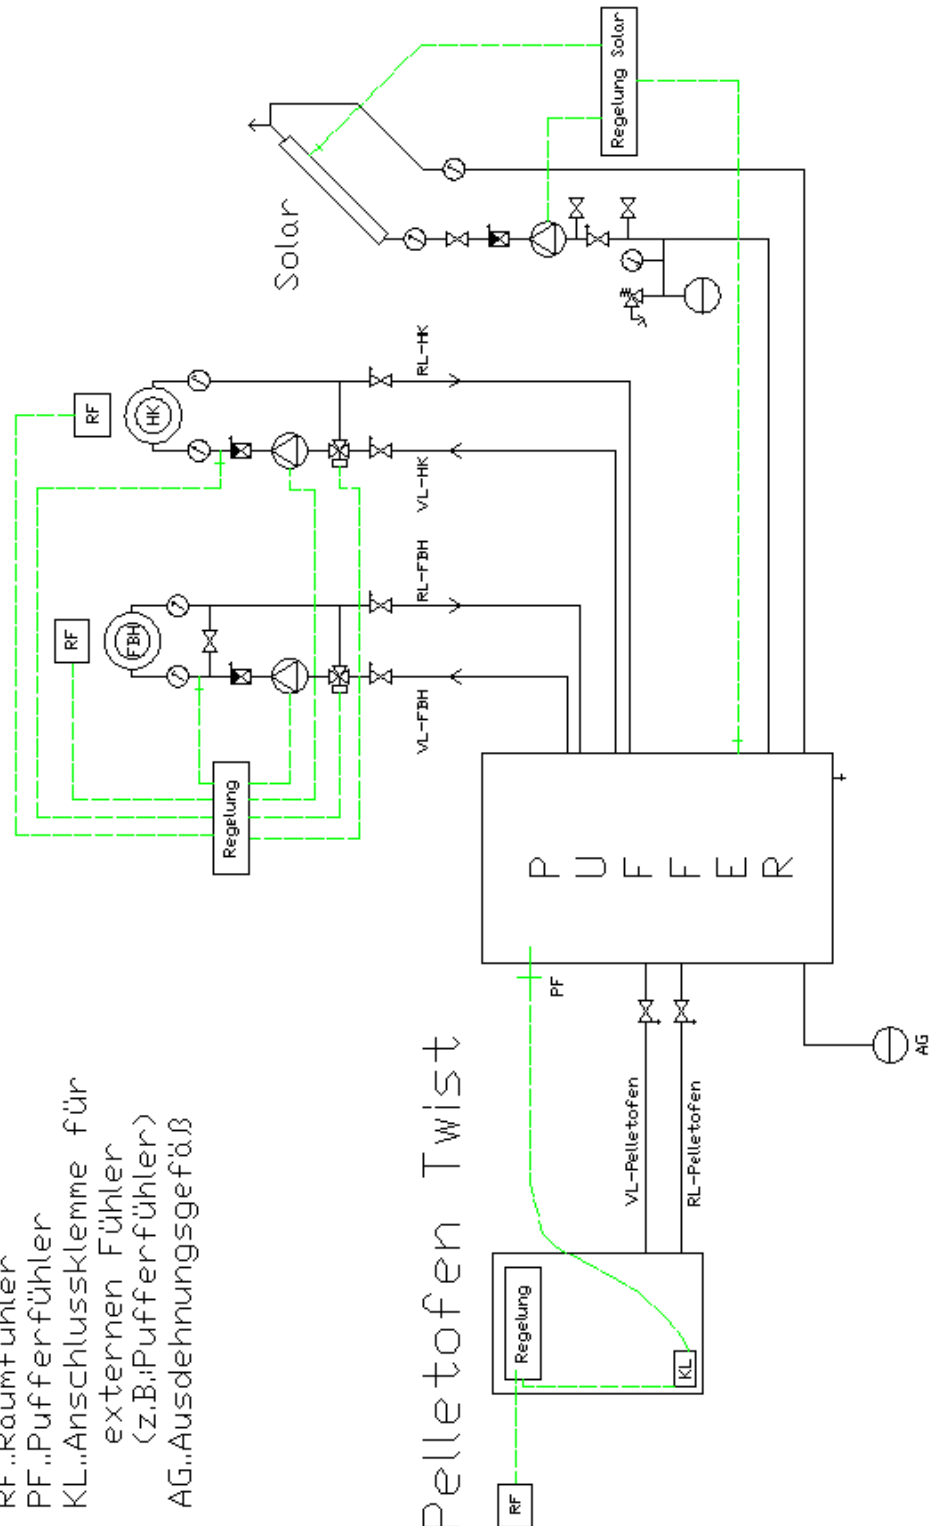 RF..Raumfühler
PF..Pufferfühler
KL..Anschlussklemme für
externen Fühler
(z.B.:Pufferfühler)
AG..Ausdehnungsgefäß
Pelletofen Twist
RF
Regelung
KL
VL-Pelletofen
RL-Pelletofen
PF
AG
PUFFER
Regelung
RF
FBH
VL-FBH
RL-FBH
RF
HK
VL-HK
RL-HK
Solar
Regelung Solar